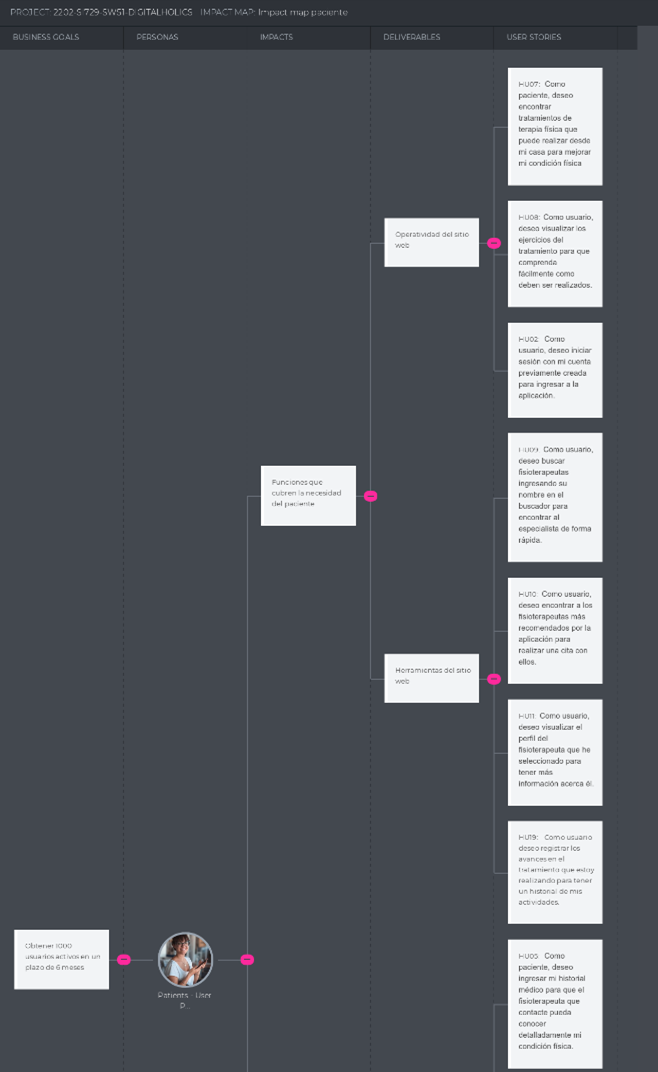 PROJECT: 2202-SI729-SW51-DIGITALHOLICS IMPACT MAP: Impact map paciente
BUSINESS GOALS
PERSONAS
IMPACTS
DELIVERABLES
USER STORIES
HU07: Como
paciente, deseo
encontrar
tratamientos de
terapia física que
puede realizar desde
mi casa para mejorar
mi condición física
Operatividad del sitio
web
HU08: Como usuario,
deseo visualizar los
ejercicios del
tratamiento para que
comprenda
fácilmente como
deben ser realizados.
HU02: Como
usuario, deseo iniciar
sesión con mi cuenta
previamente creada
para ingresar a la
aplicación.
Funciones que
cubren la necesidad
del paciente
HU09: Como usuario,
deseo buscar
fisioterapeutas
ingresando su
nombre en el
buscador para
encontrar al
especialista de forma
rápida.
HU10: Como usuario,
deseo encontrar a los
fisioterapeutas más
recomendados por la
aplicación para
realizar una cita con
ellos.
Herramientas del sitio
web
HU11: Como usuario,
deseo visualizar el
perfil del
fisioterapeuta que he
seleccionado para
tener más
información acerca él.
HU19: Como usuario
deseo registrar los
avances en el
tratamiento que estoy
realizando para tener
un historial de mis
actividades.
Obtener 1000
usuarios activos en un
plazo de 6 meses
Patients - User
P...
HU05: Como
paciente, deseo
ingresar mi historial
médico para que el
fisioterapeuta que
contacte pueda
conocer
detalladamente mi
condición física.